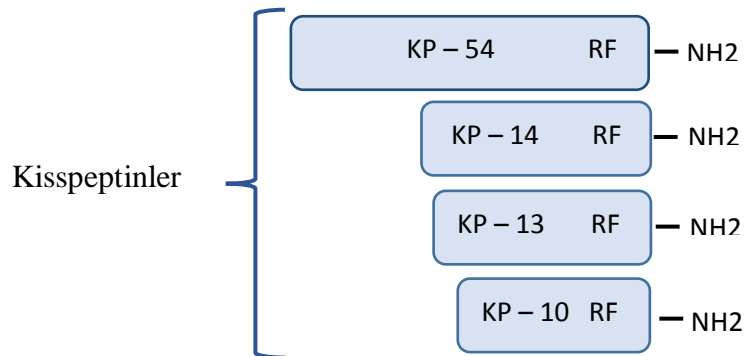 KP – 54 RF NH2
KP – 14 RF NH2
Kisspeptinler
KP – 13 RF NH2
KP – 10 RF NH2